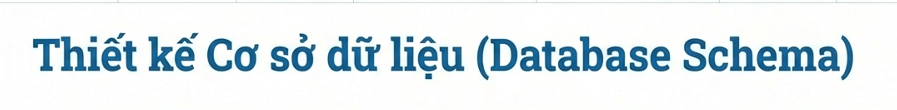 Thiết kế Cơ sở dữ liệu (Database Schema)